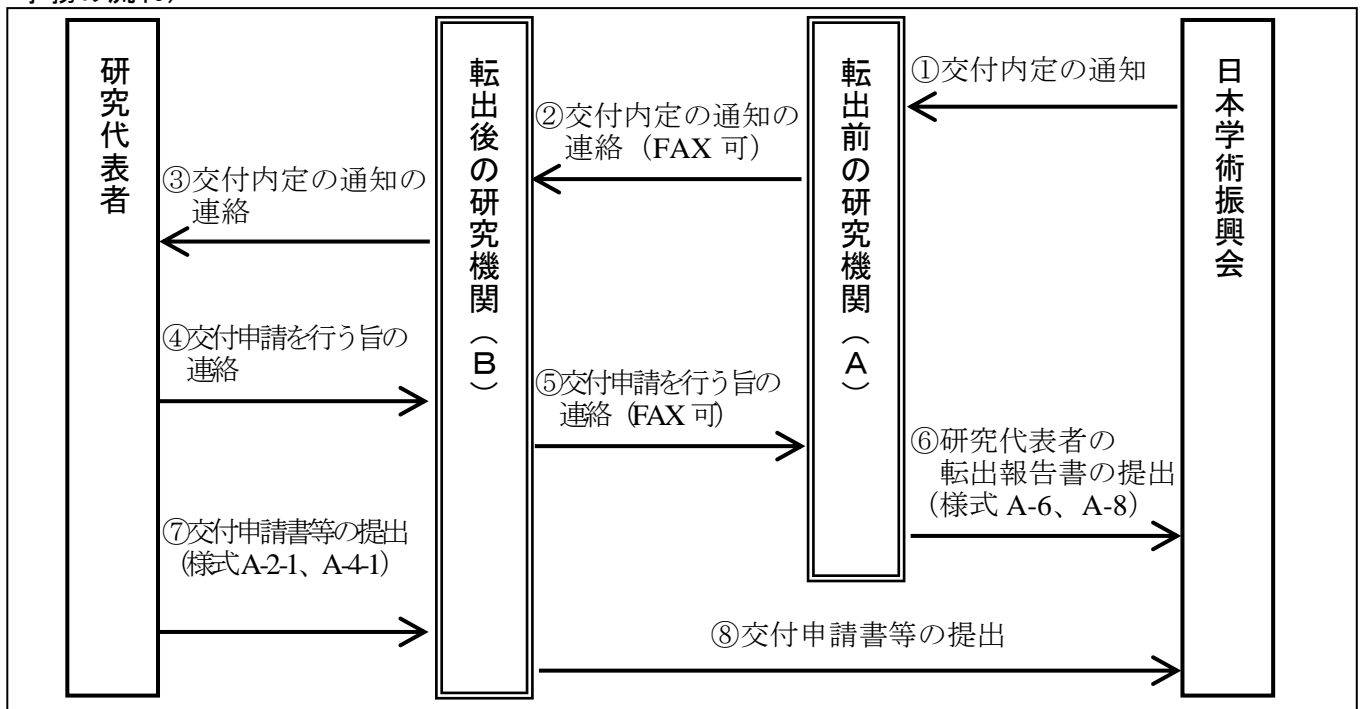 研究代表者
転出後の研究機関（Ｂ）
転出前の研究機関（Ａ）
日本学術振興会
①交付内定の通知
②交付内定の通知の
連絡（FAX 可）
③交付内定の通知の
連絡
④交付申請を行う旨の
連絡
⑤交付申請を行う旨の
連絡（FAX 可）
⑥研究代表者の
転出報告書の提出
（様式 A-6、A-8）
⑦交付申請書等の提出
（様式 A-2-1、A-4-1）
⑧交付申請書等の提出